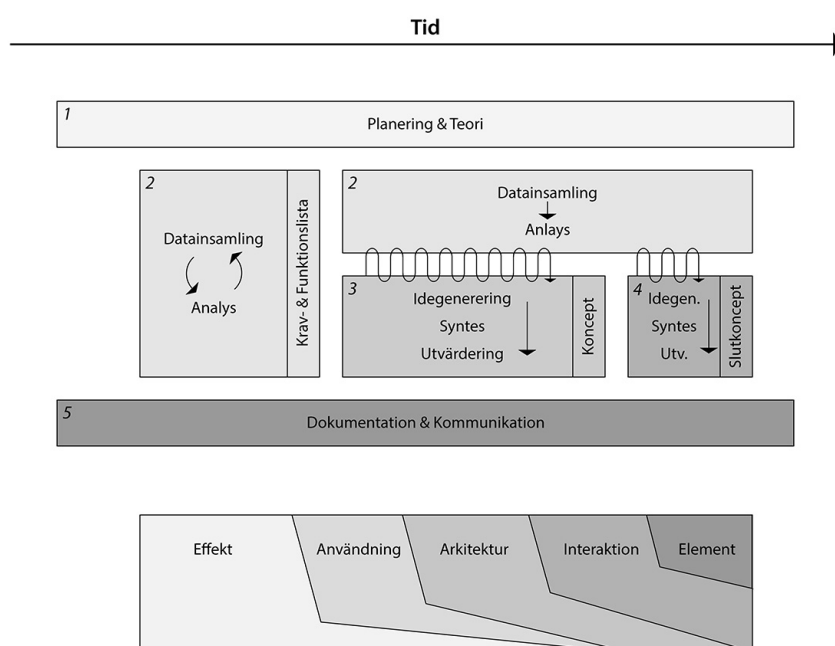 Tid
1
Planering & Teori
2
Datainsamling
Analys
Krav- & Funktionslista
2
Datainsamling
Anlays
3
Idegenerering
Syntes
Utvärdering
Koncept
4
Idegen.
Syntes
Utv.
Slutkoncept
5
Dokumentation & Kommunikation
Effekt
Användning
Arkitektur
Interaktion
Element